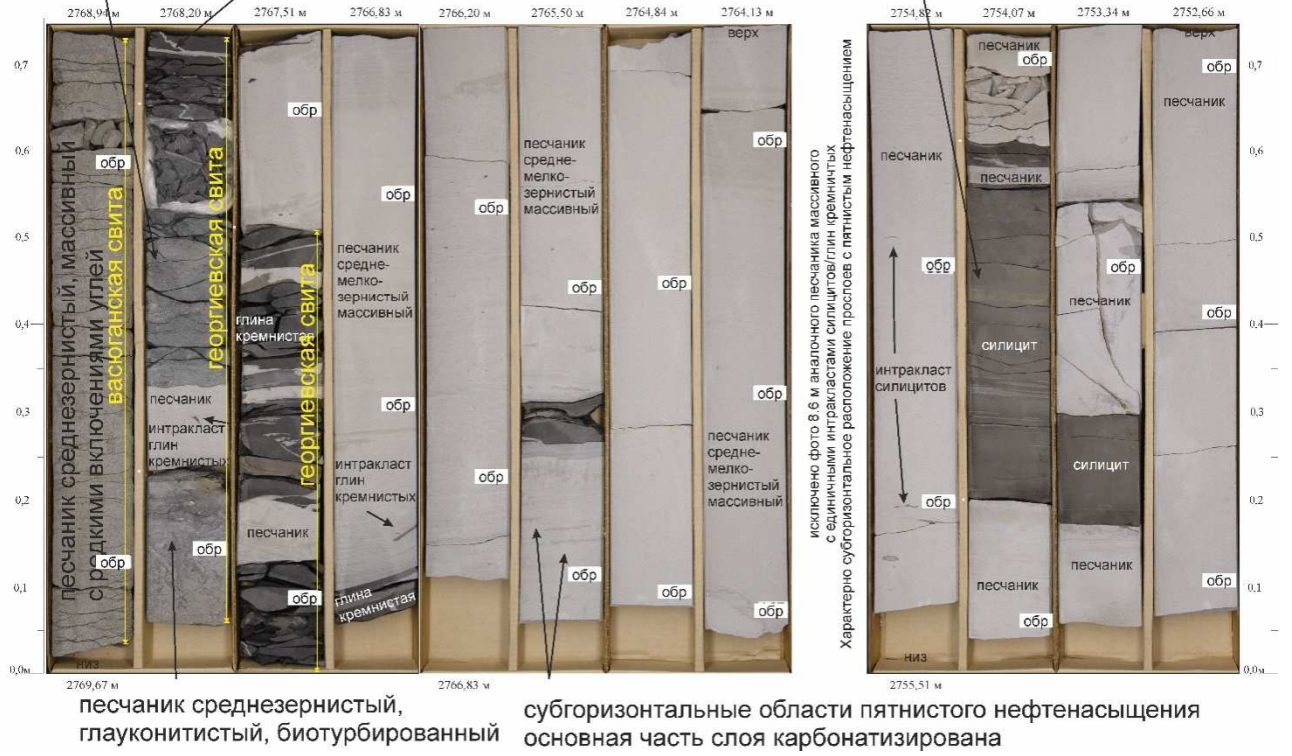 2768,94 м
2768,20 м
2767,51 м
2766,83 м
2766,20 м
2765,50 м
2764,84 м
2764,13 м
2754,82 м
2754,07 м
2753,34 м
2752,66 м
0,7
0,6
0,5
0,4
0,3
0,2
0,1
0,0м
песчаник среднезернистый, массивный
с редкими включениями углей
васюганская свита
обр
обр
георгиевская свита
песчаник
интракласт
глин
кремнистых
обр
обр
глина
кремнистая
георгиевская свита
песчаник
обр
обр
песчаник
средне-
мелко-
зернистый
массивный
обр
интракласт
глин
кремнистых
глина
кремнистая
обр
обр
песчаник
средне-
мелко-
зернистый
массивный
обр
обр
обр
обр
верх
обр
обр
песчаник
средне-
мелко-
зернистый
массивный
обр
исключено фото 8.6 м аналочного песчаника массивного
с единичными интракластами силицитов/глин кремничтых
Характерно субгоризонтальное расположение прослоев с пятнистым нефтенасыщением
песчаник
обр
интракласт
силицитов
обр
песчаник
обр
песчаник
силицит
песчаник
обр
обр
песчаник
силицит
песчаник
верх
обр
песчаник
обр
обр
0,7
0,6
0,5
0,4
0,3
0,2
0,1
0,0м
низ
низ
2769,67 м
2766,83 м
2755,51 м
песчаник среднезернистый,
глауконитистый, биотурбированный
субгоризонтальные области пятнистого нефтенасыщения
основная часть слоя карбонатизирована